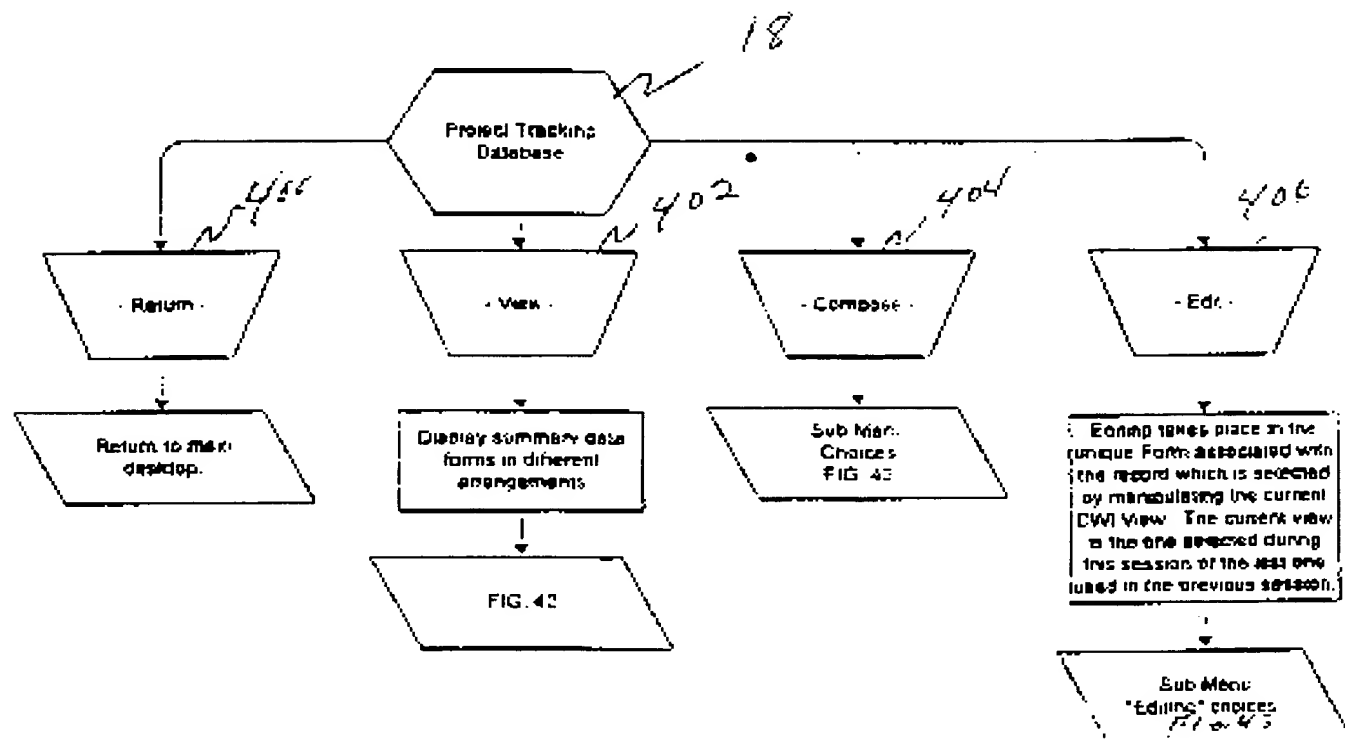 18
Project Tracking
Database
402
404
406
- Return -
- View -
- Compose -
- Edit -
Return to main
desktop.
Display summary data
forms in different
arrangements
Sub Menu
Choices
FIG. 43
Editing takes place in the
unique Form associated with
the record which is selected
by manipulating the current
DWI View. The current view
is the one selected during
this session or the last one
used in the previous session.
FIG. 42
Sub Menu
"Editing" choices